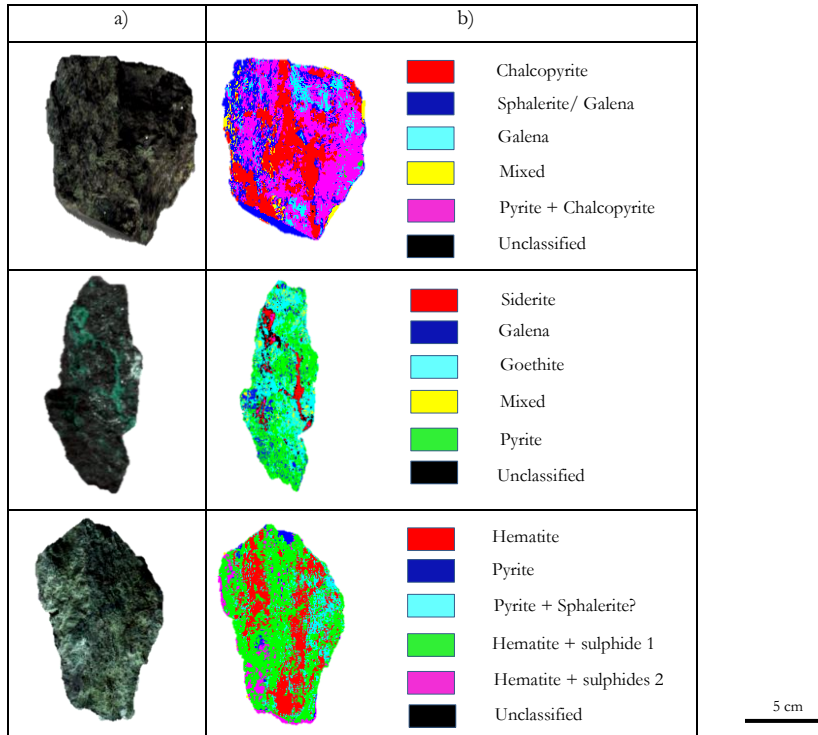 a)
b)
Chalcopyrite
Sphalerite/ Galena
Galena
Mixed
Pyrite + Chalcopyrite
Unclassified
Siderite
Galena
Goethite
Mixed
Pyrite
Unclassified
Hematite
Pyrite
Pyrite + Sphalerite?
Hematite + sulphide 1
Hematite + sulphides 2
Unclassified
5 cm